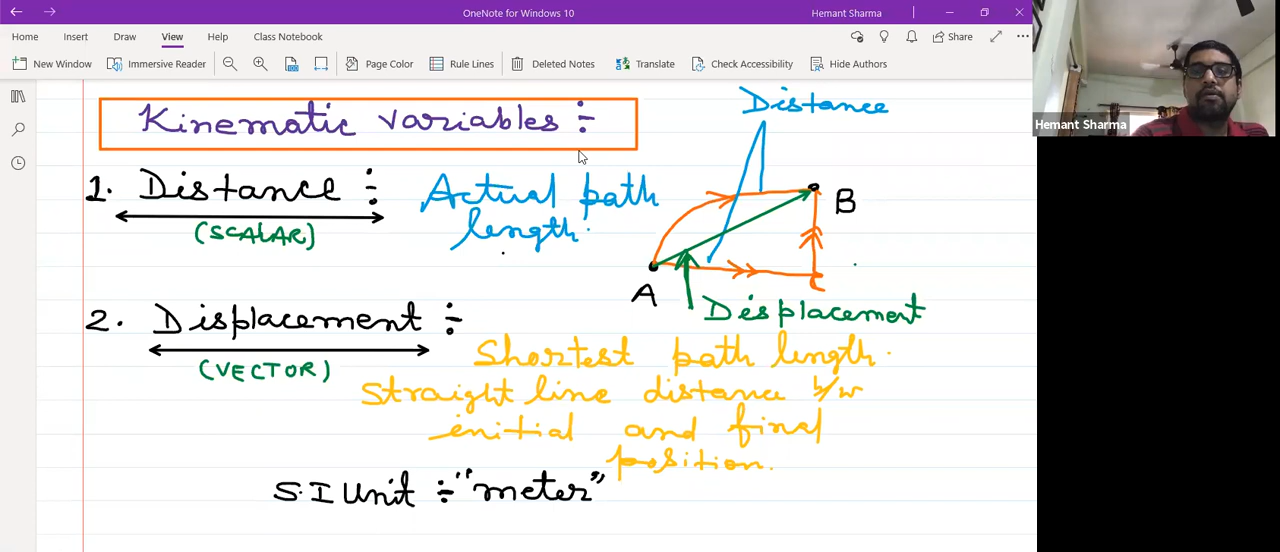 OneNote for Windows 10
Hemant Sharma
Home Insert Draw View Help Class Notebook
Share
New Window Immersive Reader Page Color Rule Lines Deleted Notes Translate Check Accessibility Hide Authors
Kinematic variables :
Distance
1. Distance : Actual path
length.
(SCALAR)
B
A
Displacement
2. Displacement :
(VECTOR)
Shortest path length.
Straight line distance b/w
initial and final
position.
S.I Unit : "meter"
Hemant Sharma